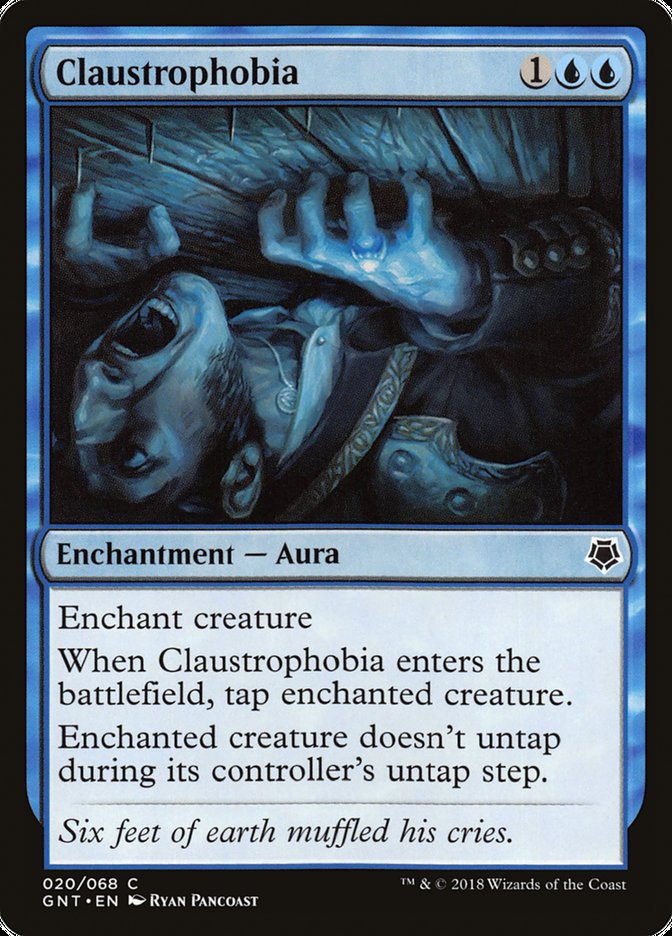 Claustrophobia 1
Enchantment — Aura
Enchant creature
When Claustrophobia enters the
battlefield, tap enchanted creature.
Enchanted creature doesn't untap
during its controller's untap step.
Six feet of earth muffled his cries.
020/068 C
GNT • EN Ryan Pancoast
™ & © 2018 Wizards of the Coast